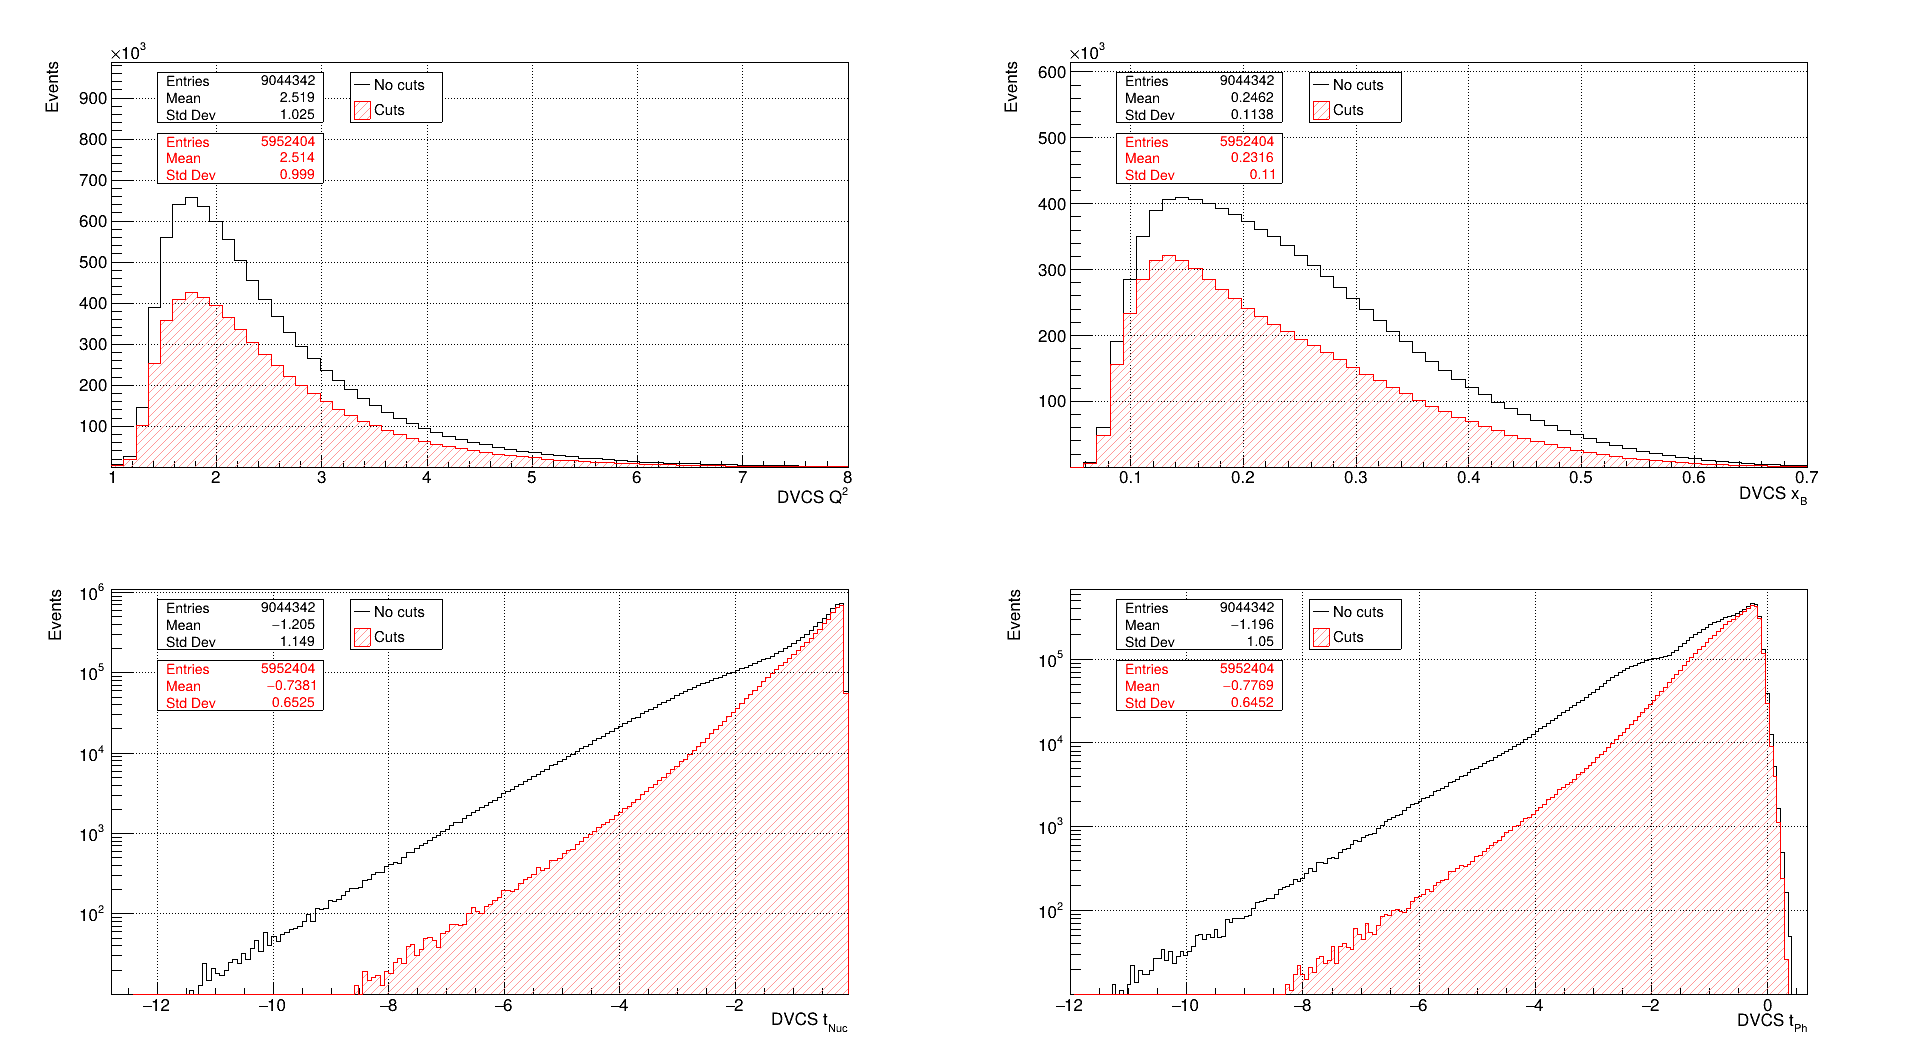 ×10³
Events
Entries 9044342
Mean 2.519
Std Dev 1.025
Entries 5952404
Mean 2.514
Std Dev 0.999
No cuts
Cuts
900
800
700
600
500
400
300
200
100
1 2 3 4 5 6 7 8
DVCS Q²
×10³
Events
Entries 9044342
Mean 0.2462
Std Dev 0.1138
Entries 5952404
Mean 0.2316
Std Dev 0.11
No cuts
Cuts
600
500
400
300
200
100
0.1 0.2 0.3 0.4 0.5 0.6 0.7
DVCS x_B
Events
Entries 9044342
Mean −1.205
Std Dev 1.149
Entries 5952404
Mean −0.7381
Std Dev 0.6525
No cuts
Cuts
10⁶
10⁵
10⁴
10³
10²
−12 −10 −8 −6 −4 −2
DVCS t_Nuc
Events
Entries 9044342
Mean −1.196
Std Dev 1.05
Entries 5952404
Mean −0.7769
Std Dev 0.6452
No cuts
Cuts
10⁵
10⁴
10³
10²
−12 −10 −8 −6 −4 −2 0
DVCS t_Ph